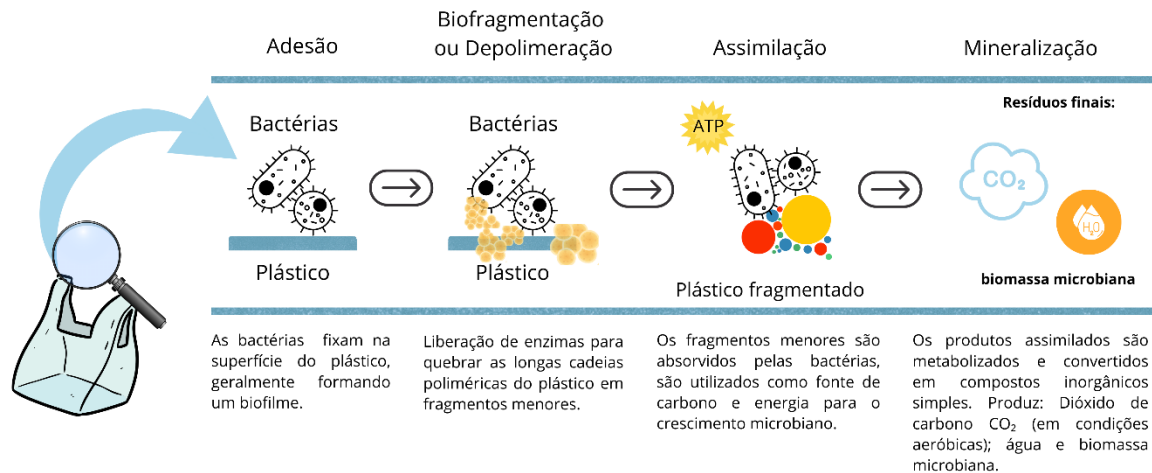 Adesão
Biofragmentação
ou Depolimeração
Assimilação
Mineralização
Bactérias
Plástico
Bactérias
Plástico
ATP
Plástico fragmentado
Resíduos finais:
CO₂
H₂O
biomassa microbiana
As bactérias fixam na
superfície do plástico,
geralmente formando
um biofilme.
Liberação de enzimas para
quebrar as longas cadeias
poliméricas do plástico em
fragmentos menores.
Os fragmentos menores são
absorvidos pelas bactérias,
são utilizados como fonte de
carbono e energia para o
crescimento microbiano.
Os produtos assimilados são
metabolizados e convertidos
em compostos inorgânicos
simples. Produz: Dióxido de
carbono CO₂ (em condições
aeróbicas); água e biomassa
microbiana.